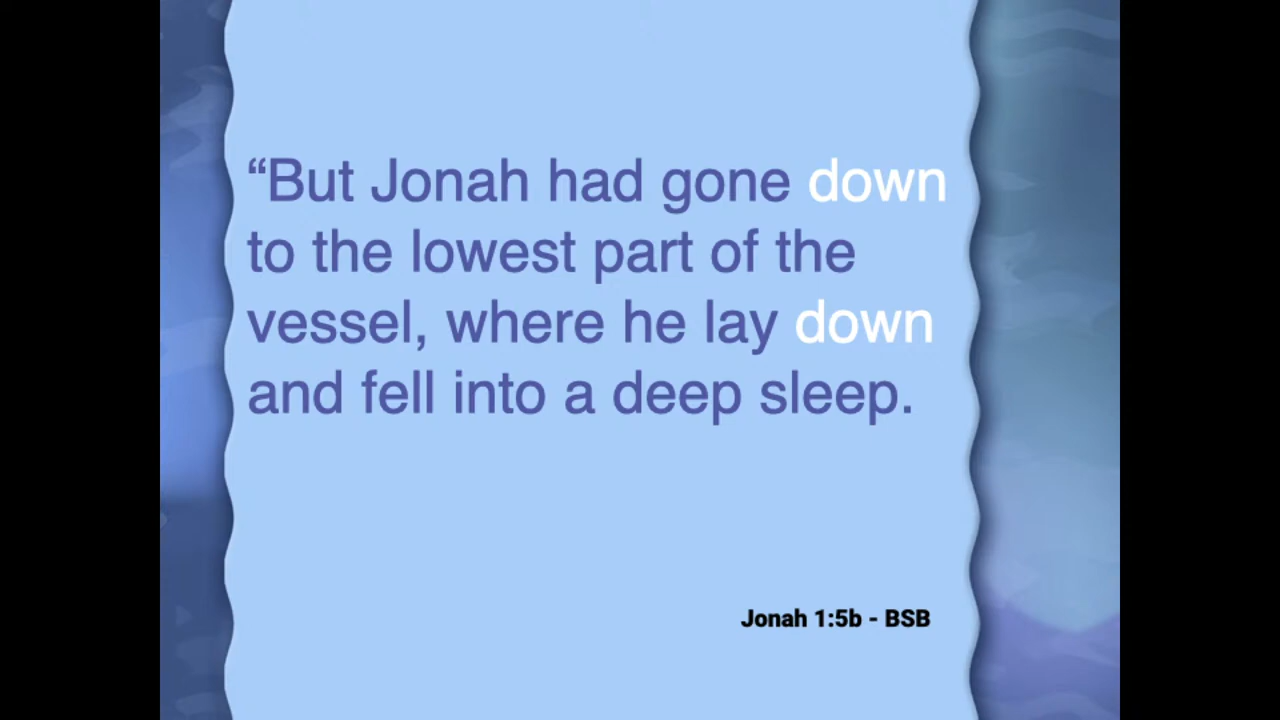 “But Jonah had gone down
to the lowest part of the
vessel, where he lay down
and fell into a deep sleep.
Jonah 1:5b - BSB